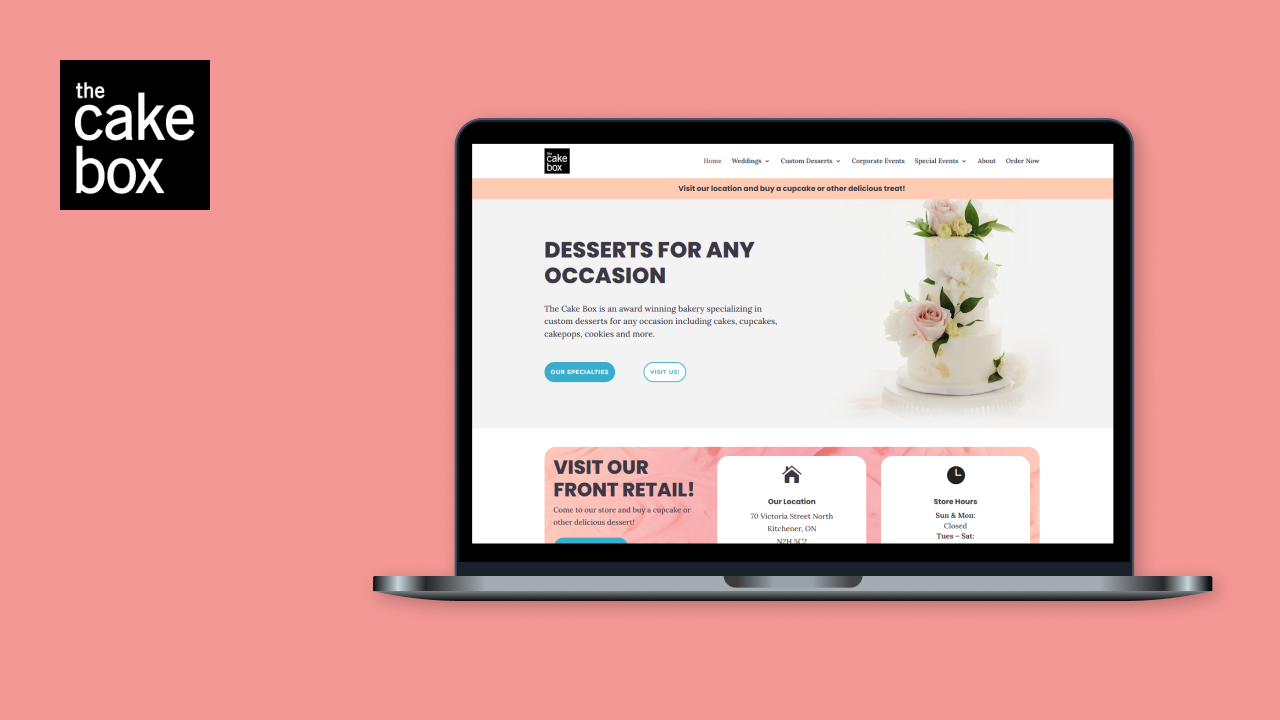 the
cake
box
the
cake
box
Home Weddings Custom Desserts Corporate Events Special Events About Order Now
Visit our location and buy a cupcake or other delicious treat!
DESSERTS FOR ANY
OCCASION
The Cake Box is an award winning bakery specializing in
custom desserts for any occasion including cakes, cupcakes,
cakepops, cookies and more.
OUR SPECIALTIES
VISIT US!
VISIT OUR
FRONT RETAIL!
Come to our store and buy a cupcake or
other delicious dessert!
Our Location
70 Victoria Street North
Kitchener, ON
N2H 5C2
Store Hours
Sun & Mon:
Closed
Tues – Sat: